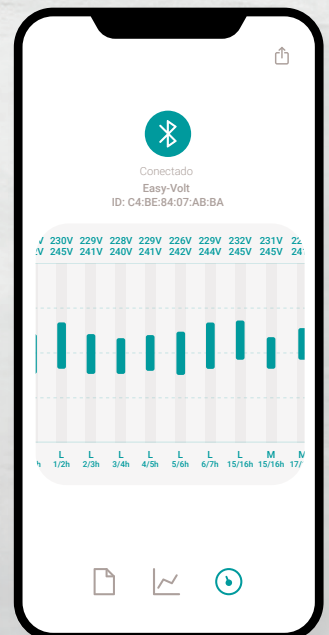 Conectado
Easy-Volt
ID: C4:BE:84:07:AB:BA
230V 229V 228V 229V 226V 229V 232V 231V
245V 241V 240V 241V 242V 244V 245V 245V
L L L L L L L M M
1/2h 2/3h 3/4h 4/5h 5/6h 6/7h 15/16h 15/16h